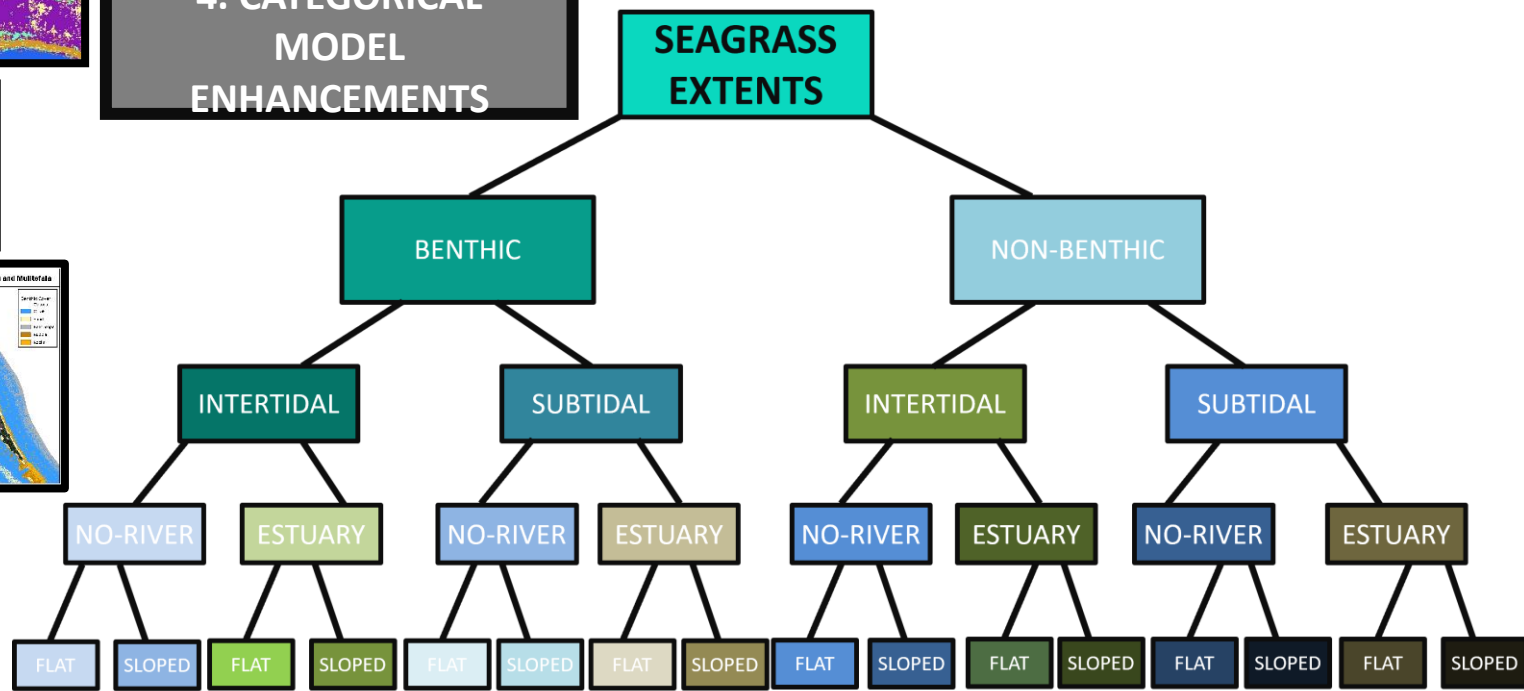 4. CATEGORICAL
MODEL
ENHANCEMENTS
SEAGRASS
EXTENTS
BENTHIC
NON-BENTHIC
and Mulitefala
INTERTIDAL
SUBTIDAL
INTERTIDAL
SUBTIDAL
NO-RIVER
ESTUARY
NO-RIVER
ESTUARY
NO-RIVER
ESTUARY
NO-RIVER
ESTUARY
FLAT
SLOPED
FLAT
SLOPED
FLAT
SLOPED
FLAT
SLOPED
FLAT
SLOPED
FLAT
SLOPED
FLAT
SLOPED
FLAT
SLOPED